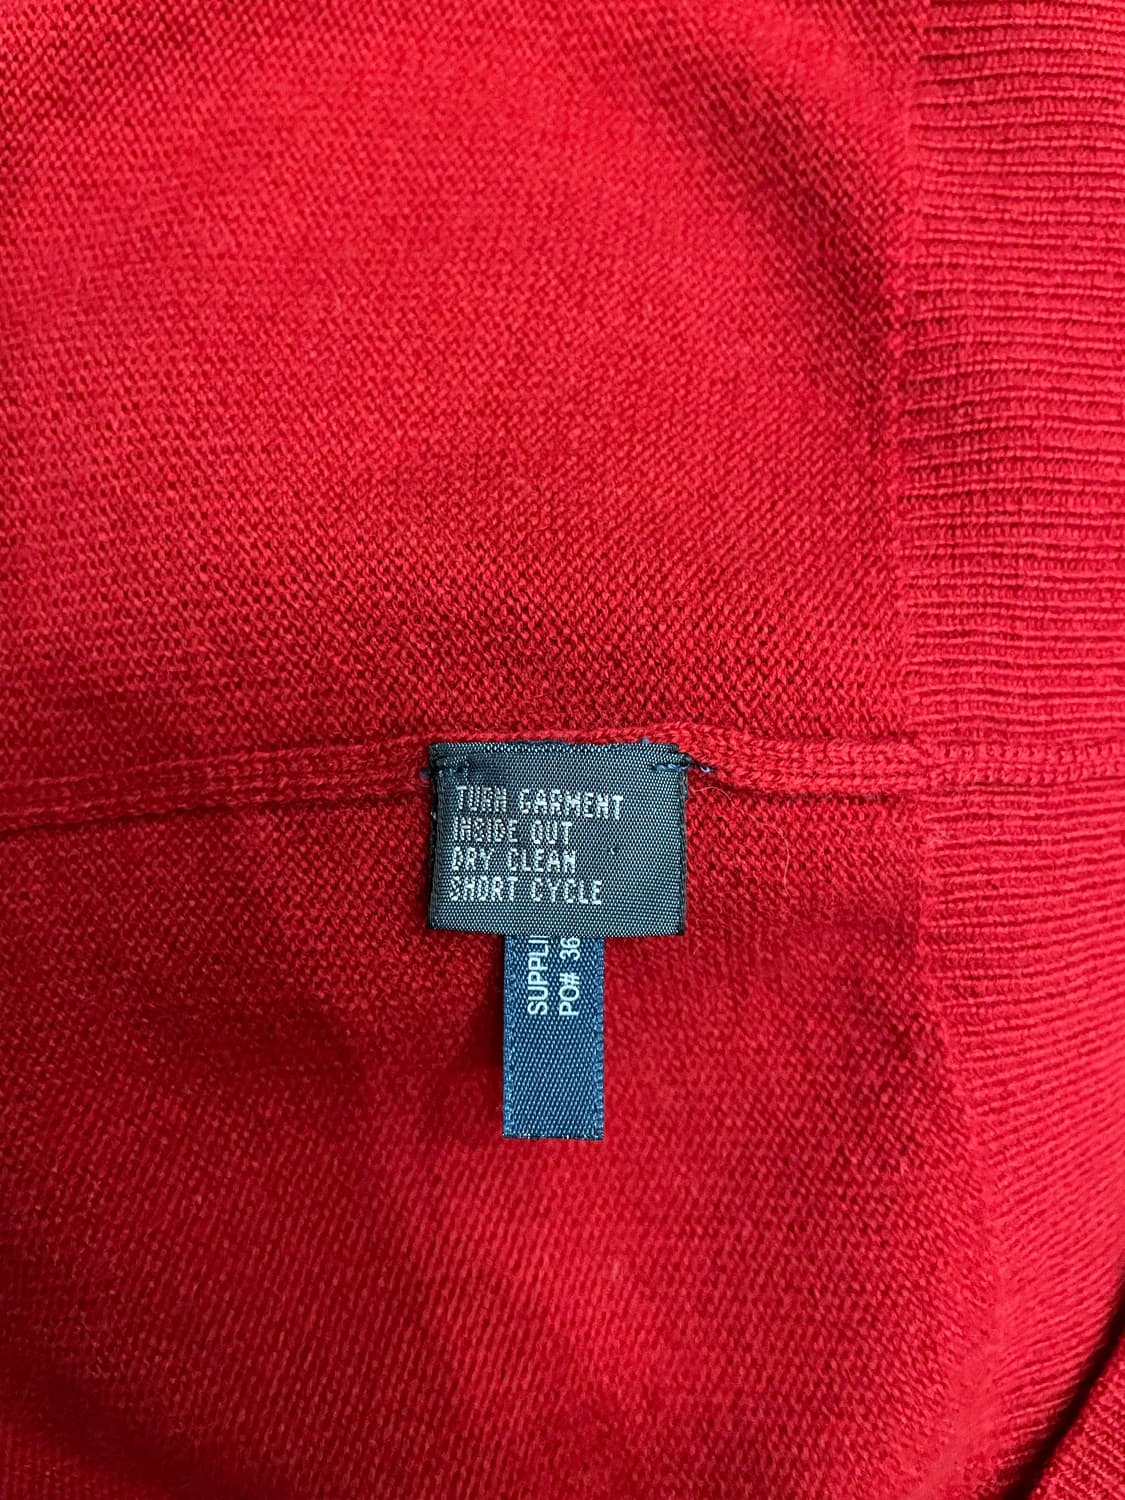 TURN GARMENT
INSIDE OUT
DRY CLEAN
SHORT CYCLE
SUPPLI
PO# 36